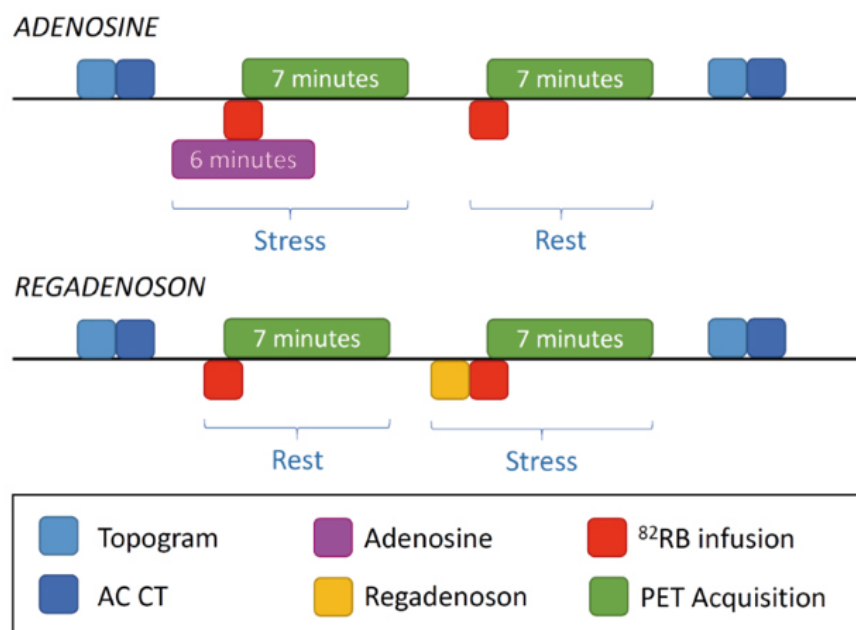 ADENOSINE
7 minutes 7 minutes
6 minutes
Stress Rest
REGADENOSON
7 minutes 7 minutes
Rest Stress
Topogram Adenosine ⁸²RB infusion
AC CT Regadenoson PET Acquisition